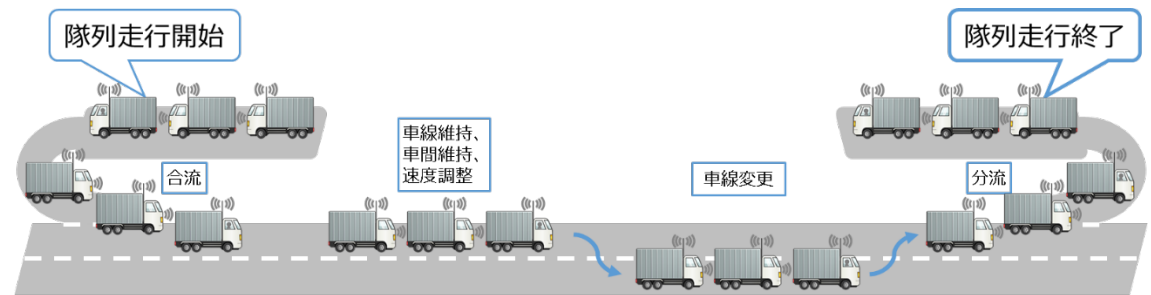 隊列走行開始
隊列走行終了
合流
車線維持、
車間維持、
速度調整
車線変更
分流